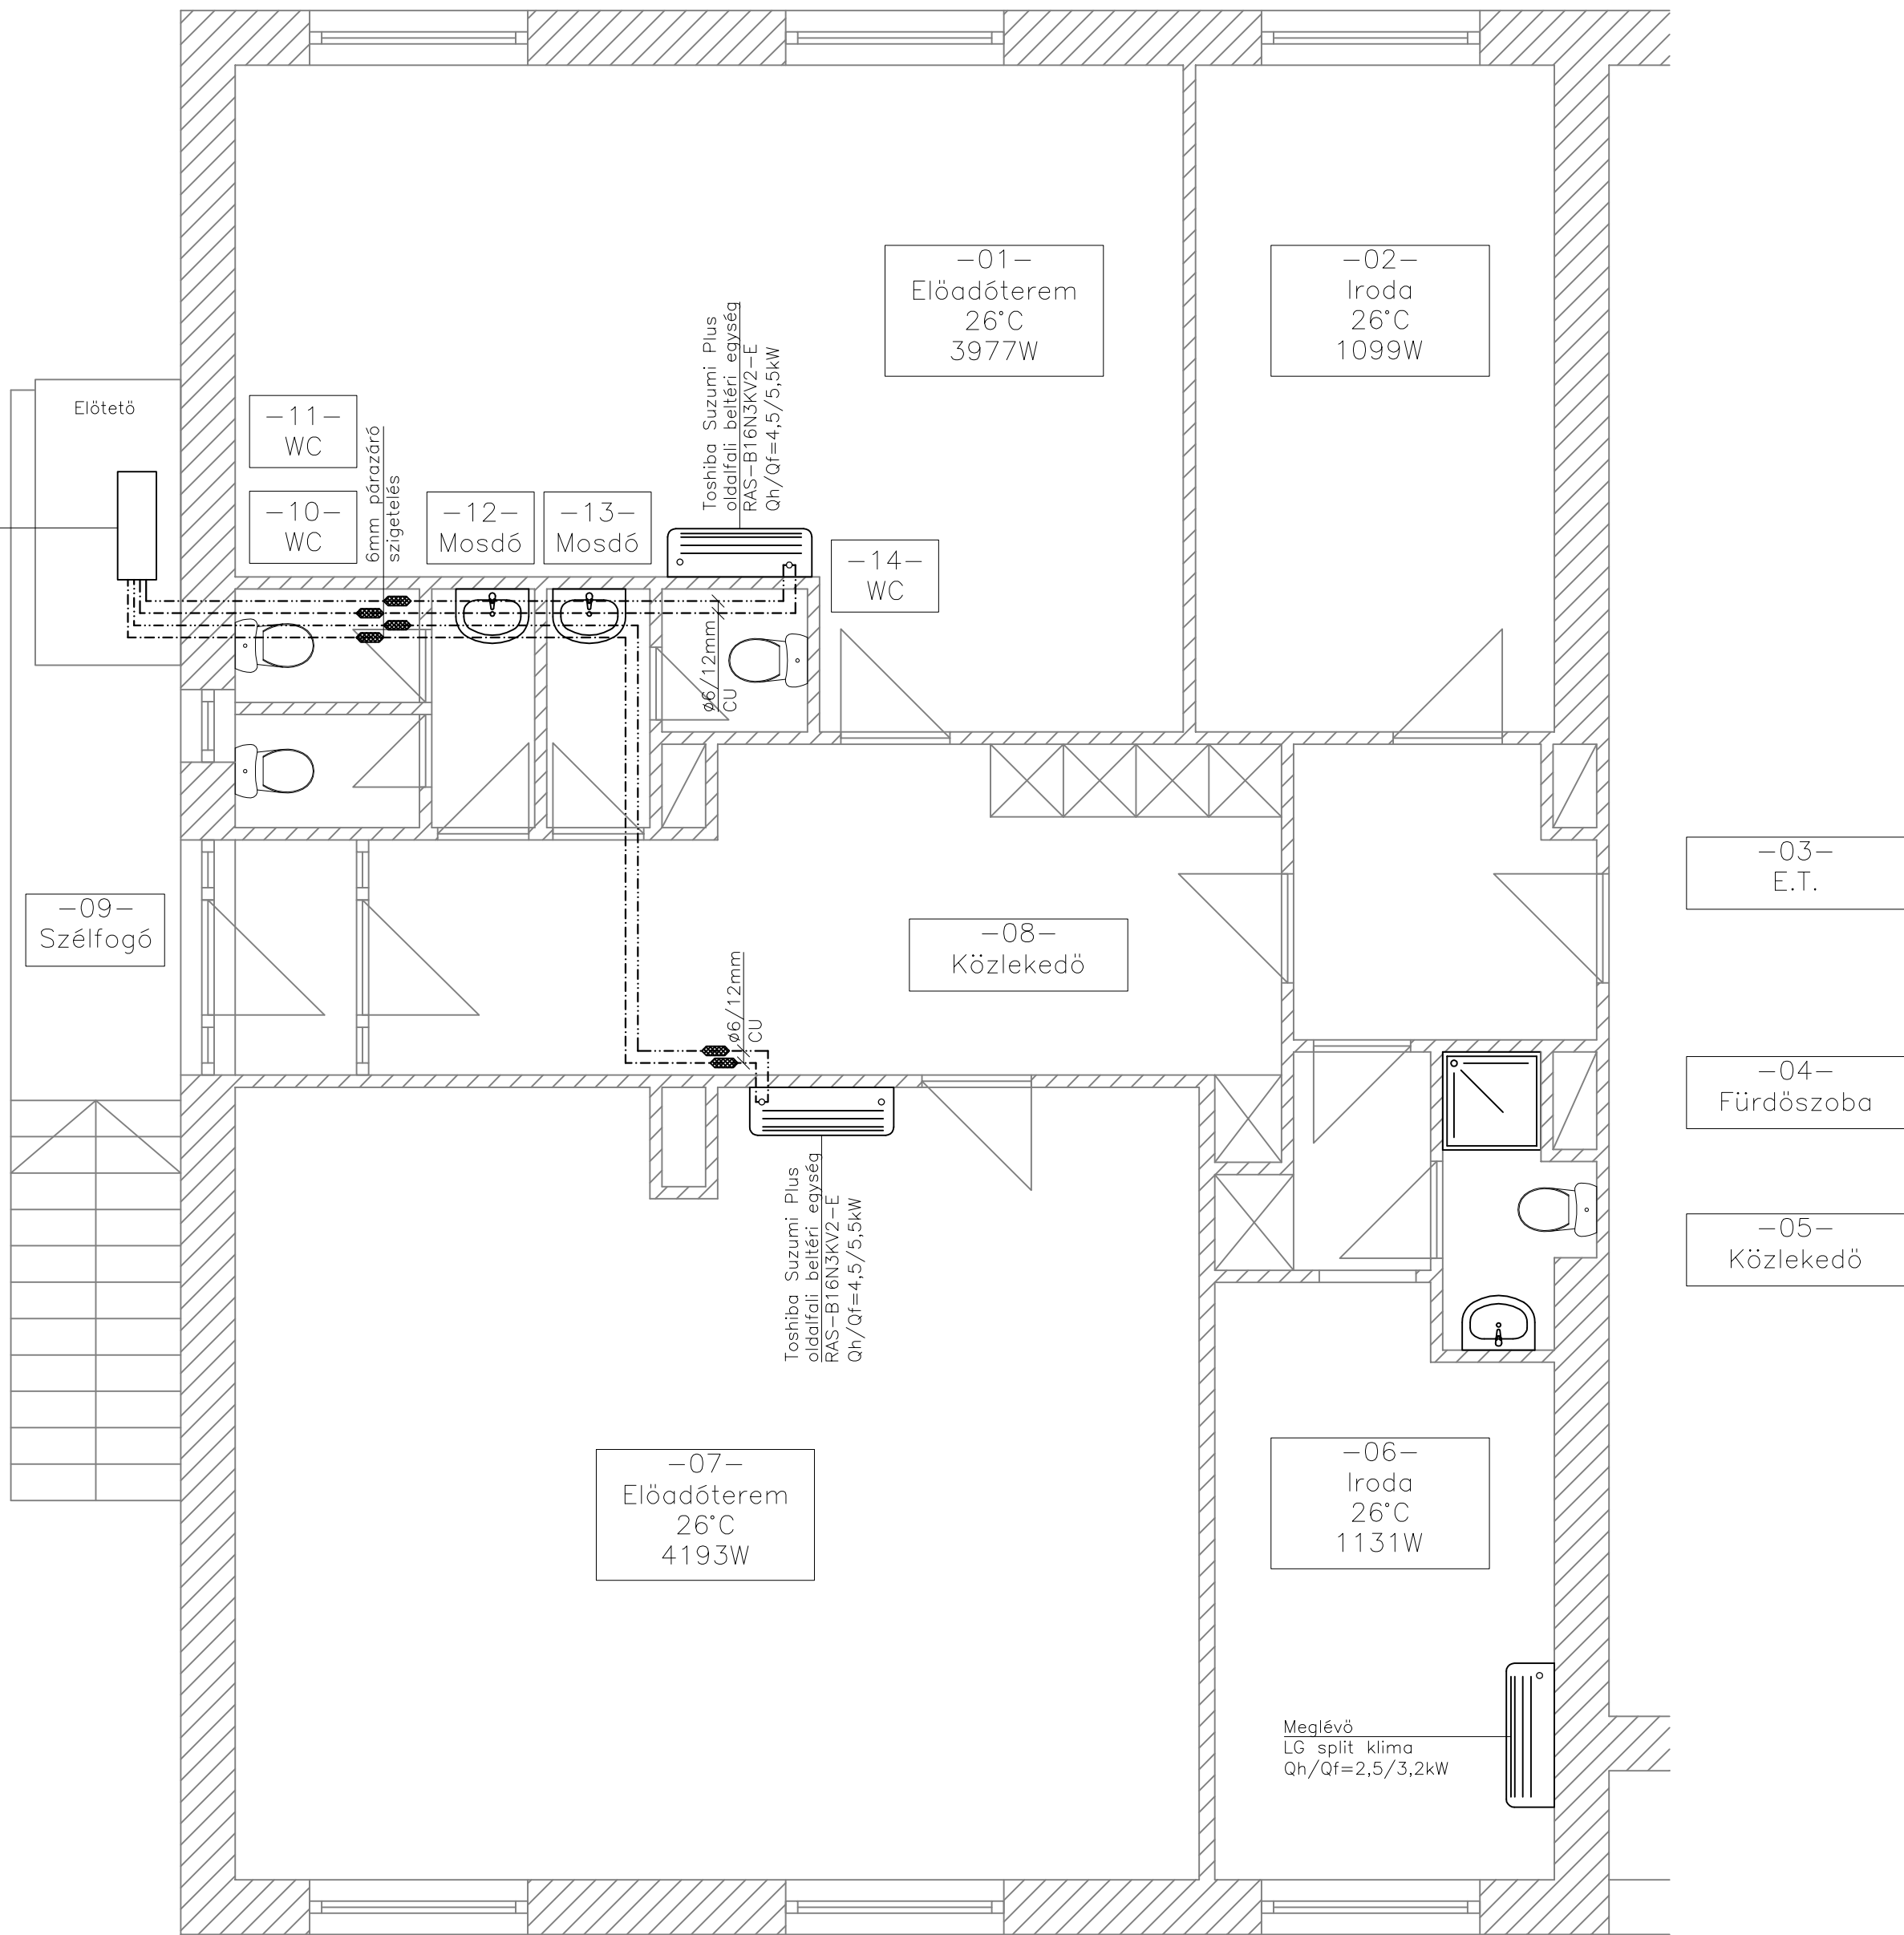 -01-
Elöadóterem
26°C
3977W
-02-
Iroda
26°C
1099W
Toshiba Suzumi Plus
oldalfali beltéri egység
RAS-B16N3KV2-E
Qh/Qf=4,5/5,5kW
Elötetö
-11-
WC
-10-
WC
6mm párazáró
szigetelés
-12-
Mosdó
-13-
Mosdó
-14-
WC
ø6/12mm
CU
-03-
E.T.
-09-
Szélfogó
-08-
Közlekedö
ø6/12mm
CU
-04-
Fürdöszoba
-05-
Közlekedö
Toshiba Suzumi Plus
oldalfali beltéri egység
RAS-B16N3KV2-E
Qh/Qf=4,5/5,5kW
-07-
Elöadóterem
26°C
4193W
-06-
Iroda
26°C
1131W
Meglévö
LG split klima
Qh/Qf=2,5/3,2kW